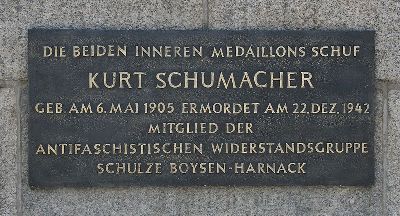 DIE BEIDEN INNEREN MEDAILLONS SCHUF
KURT SCHUMACHER
GEB. AM 6. MAI 1905 ERMORDET AM 22. DEZ. 1942
MITGLIED DER
ANTIFASCHISTISCHEN WIDERSTANDSGRUPPE
SCHULZE BOYSEN-HARNACK